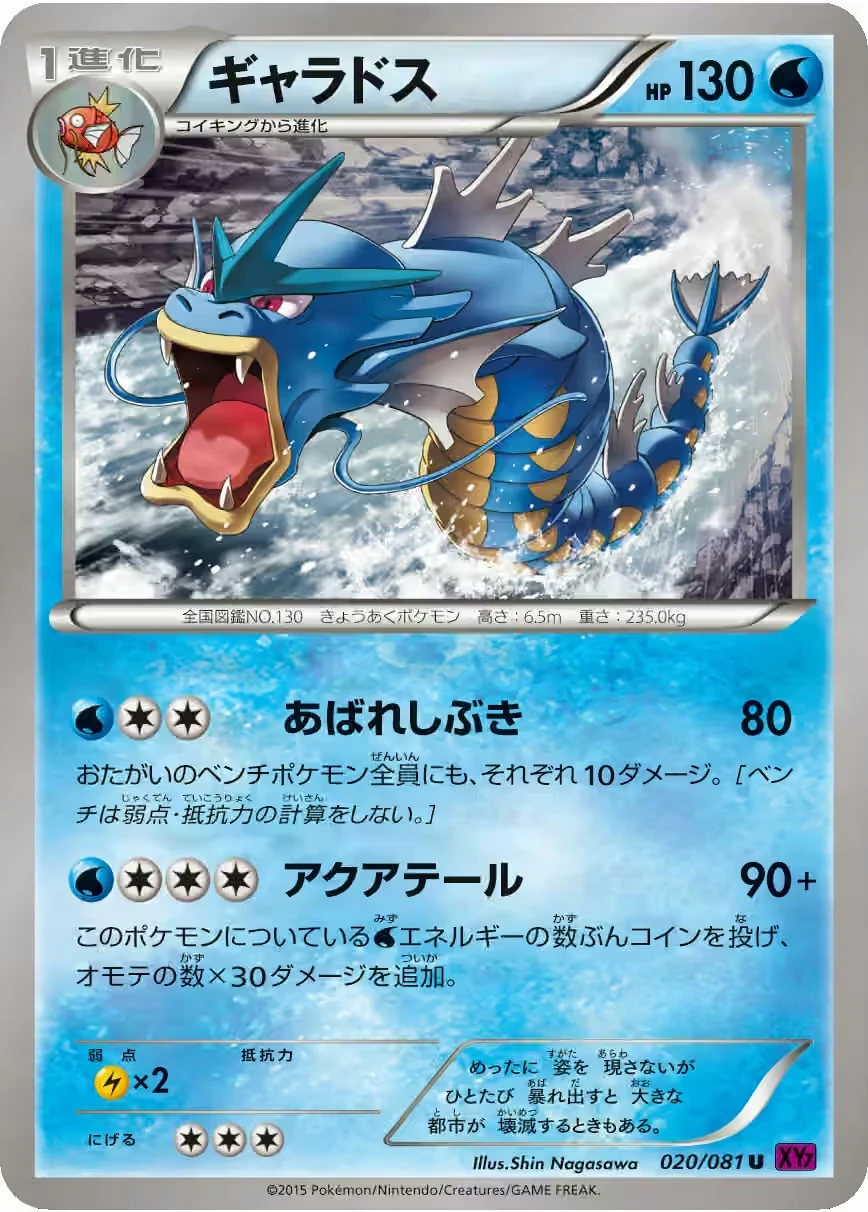 1進化
ギャラドス
HP 130
コイキングから進化
全国図鑑NO.130 きょうあくポケモン 高さ:6.5m 重さ:235.0kg
あばれしぶき 80
おたがいのベンチポケモン全員にも、それぞれ10ダメージ。[ベン
チは弱点・抵抗力の計算をしない。]
アクアテール 90+
このポケモンについているエネルギーの数ぶんコインを投げ、
オモテの数×30ダメージを追加。
弱点 抵抗力
×2
にげる
めったに 姿を 現さないが
ひとたび 暴れ出すと 大きな
都市が 壊滅するときもある。
Illus.Shin Nagasawa 020/081 U XY7
©2015 Pokémon/Nintendo/Creatures/GAME FREAK.